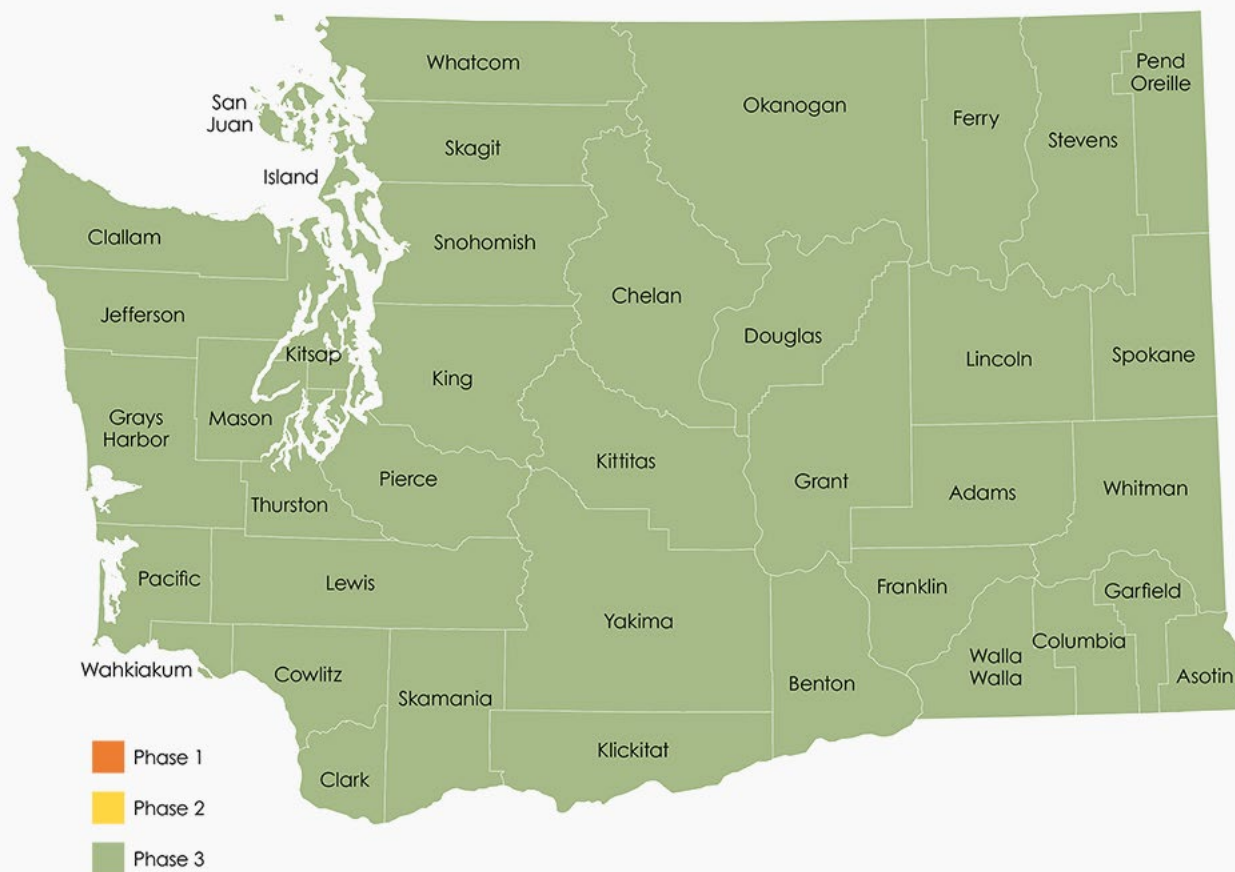 Whatcom
Okanogan
Ferry
Stevens
Pend
Oreille
San
Juan
Skagit
Island
Clallam
Snohomish
Chelan
Jefferson
Douglas
Kitsap
King
Lincoln
Spokane
Grays
Harbor
Mason
Kittitas
Pierce
Grant
Adams
Whitman
Thurston
Pacific
Lewis
Franklin
Garfield
Yakima
Columbia
Walla
Walla
Wahkiakum
Cowlitz
Skamania
Benton
Asotin
Klickitat
Clark
Phase 1
Phase 2
Phase 3